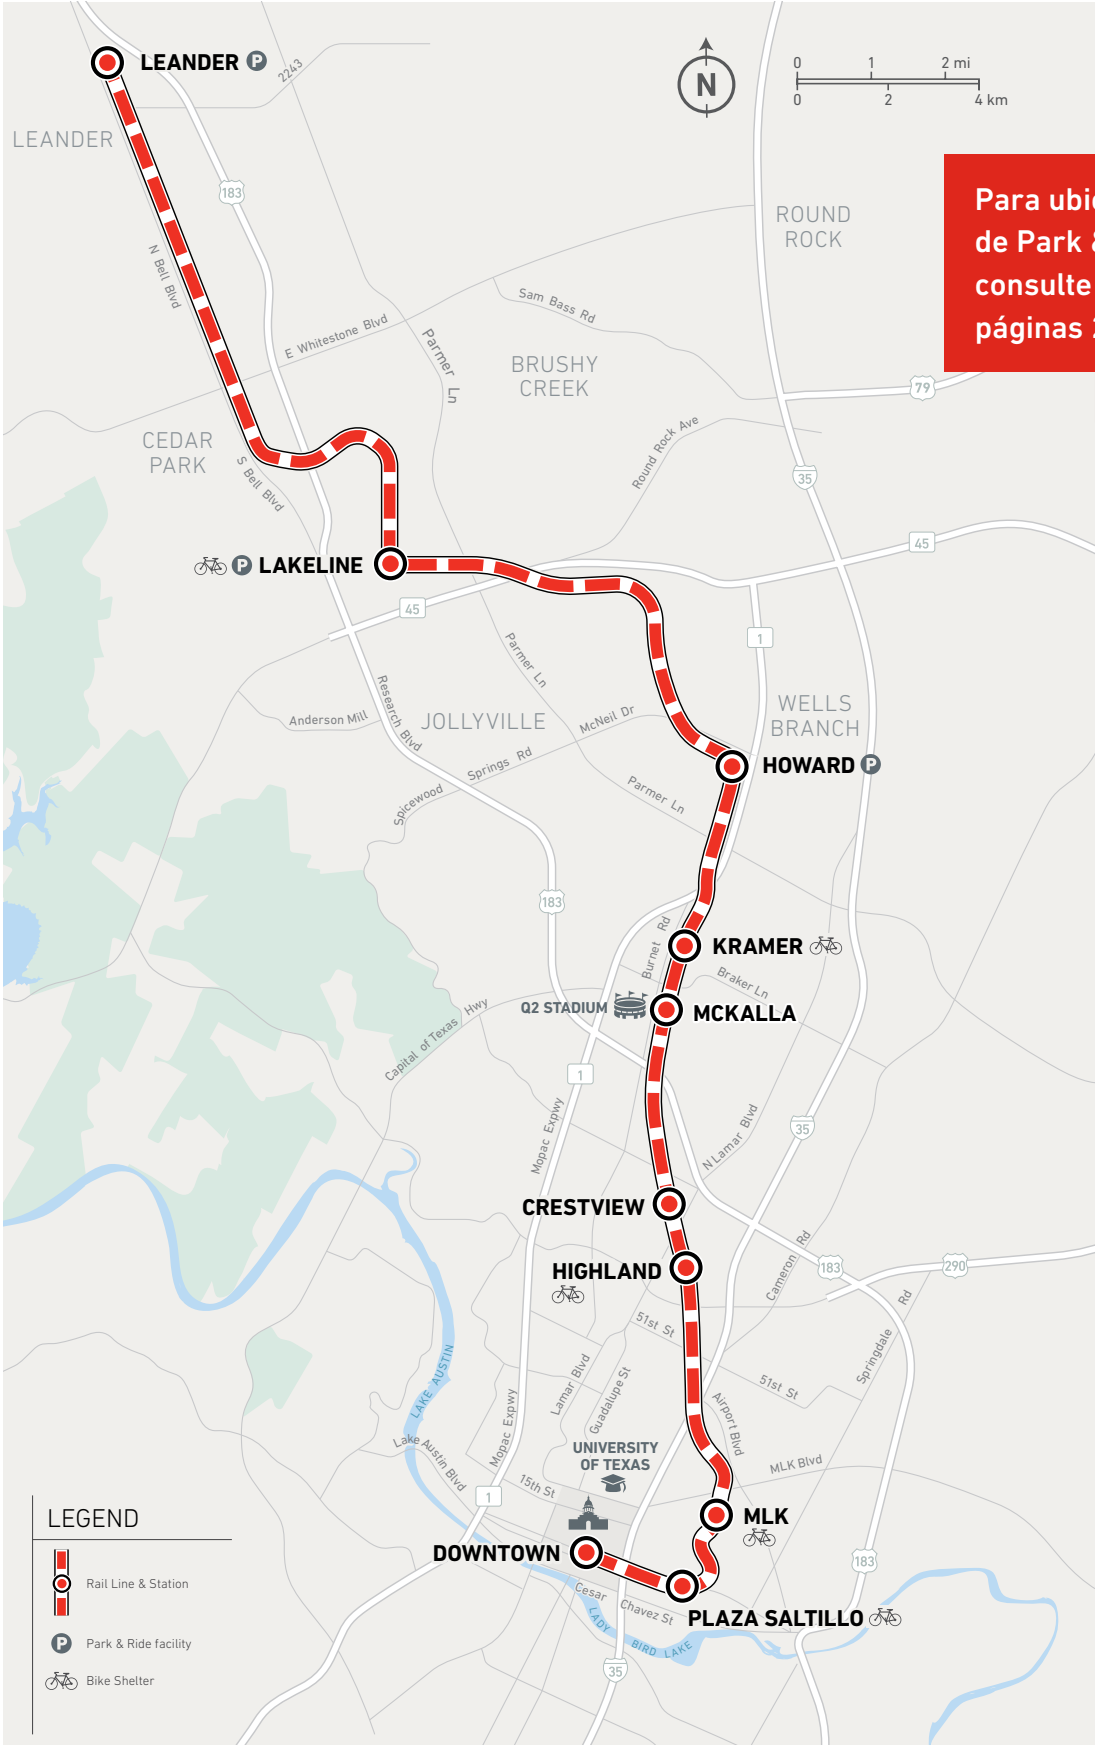 LEANDER P
2243
N
0 1 2 mi
0 2 4 km
LEANDER
183
ROUND
ROCK
Para ubi
de Park &
consulte
páginas 2
N Bell Blvd
Sam Bass Rd
E Whitestone Blvd
Parmer Ln
BRUSHY
CREEK
79
CEDAR
PARK
Round Rock Ave
S Bell Blvd
35
45
P LAKELINE
45
1
Parmer Ln
Research Blvd
Anderson Mill
JOLLYVILLE
McNeil Dr
WELLS
BRANCH
Spicewood Springs Rd
HOWARD P
Parmer Ln
183
Burnet Rd
KRAMER
Braker Ln
Q2 STADIUM
MCKALLA
Capital of Texas Hwy
1
Mopac Expwy
N Lamar Blvd
35
CRESTVIEW
HIGHLAND
Cameron Rd
183
290
51st St
Springdale Rd
LAKE AUSTIN
Lamar Blvd
Guadalupe St
51st St
Mopac Expwy
Airport Blvd
Lake Austin Blvd
UNIVERSITY
OF TEXAS
MLK Blvd
15th St
1
MLK
DOWNTOWN
183
Cesar Chavez St
PLAZA SALTILLO
LADY BIRD LAKE
35
LEGEND
Rail Line & Station
P Park & Ride facility
Bike Shelter